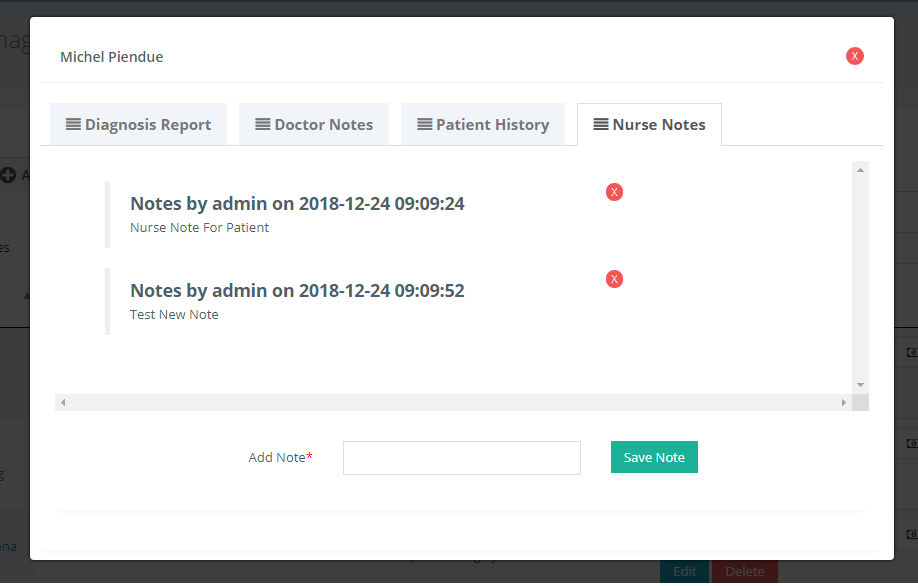 Michel Piendue
X
Diagnosis Report
Doctor Notes
Patient History
Nurse Notes
Notes by admin on 2018-12-24 09:09:24
X
Nurse Note For Patient
Notes by admin on 2018-12-24 09:09:52
X
Test New Note
Add Note*
Save Note
Edit
Delete